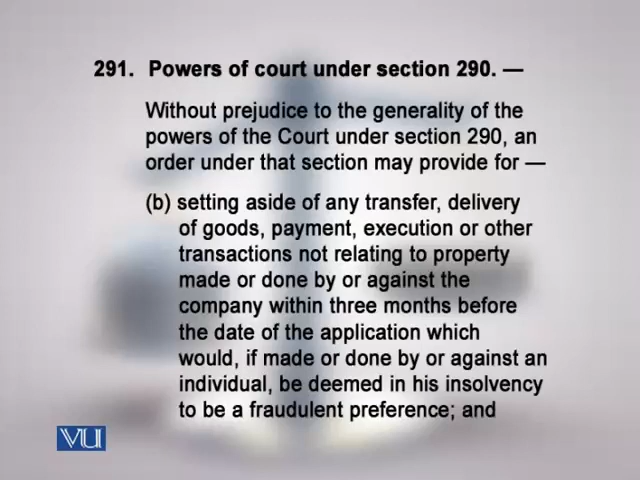 291. Powers of court under section 290. —
Without prejudice to the generality of the
powers of the Court under section 290, an
order under that section may provide for —
(b) setting aside of any transfer, delivery
of goods, payment, execution or other
transactions not relating to property
made or done by or against the
company within three months before
the date of the application which
would, if made or done by or against an
individual, be deemed in his insolvency
to be a fraudulent preference; and
VU